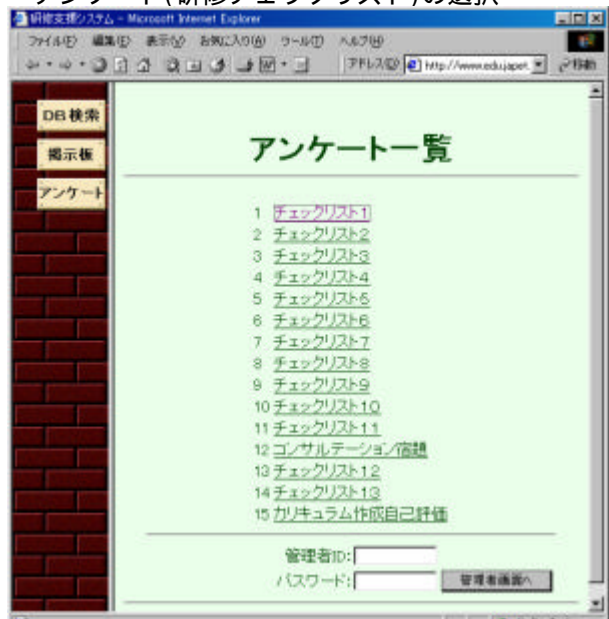 アンケート(研修チェックリスト)の選択
研修支援システム - Microsoft Internet Explorer
ファイル(F) 編集(E) 表示(V) お気に入り(A) ツール(T) ヘルプ(H)
アドレス(D) http://www.edujapet. 移動
DB検索
掲示板
アンケート
アンケート一覧
1 チェックリスト1
2 チェックリスト2
3 チェックリスト3
4 チェックリスト4
5 チェックリスト5
6 チェックリスト6
7 チェックリスト7
8 チェックリスト8
9 チェックリスト9
10 チェックリスト10
11 チェックリスト11
12 コンサルテーション宿題
13 チェックリスト12
14 チェックリスト13
15 カリキュラム作成自己評価
管理者ID:
パスワード: 管理者画面へ